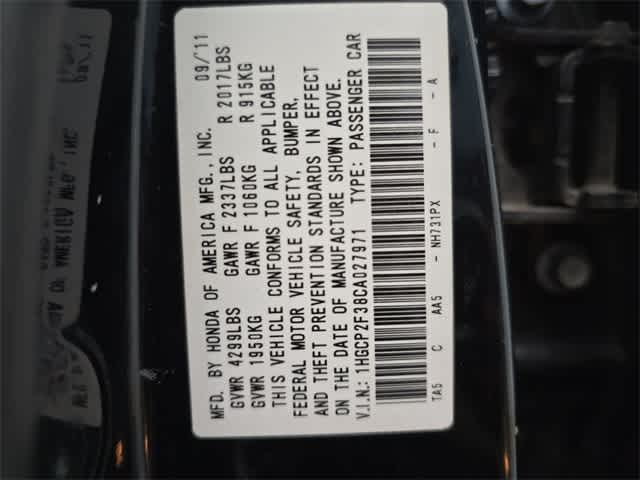 MFD. BY HONDA OF AMERICA MFG., INC. 09/11
GVWR 4299LBS GAWR F 2337LBS R 2017LBS
GVWR 1950KG GAWR F 1060KG R 915KG
THIS VEHICLE CONFORMS TO ALL APPLICABLE
FEDERAL MOTOR VEHICLE SAFETY, BUMPER,
AND THEFT PREVENTION STANDARDS IN EFFECT
ON THE DATE OF MANUFACTURE SHOWN ABOVE.
V.I.N.: 1HGCP2F38CA027971 TYPE: PASSENGER CAR
TA5 C AA5 - NH731PX - F - A